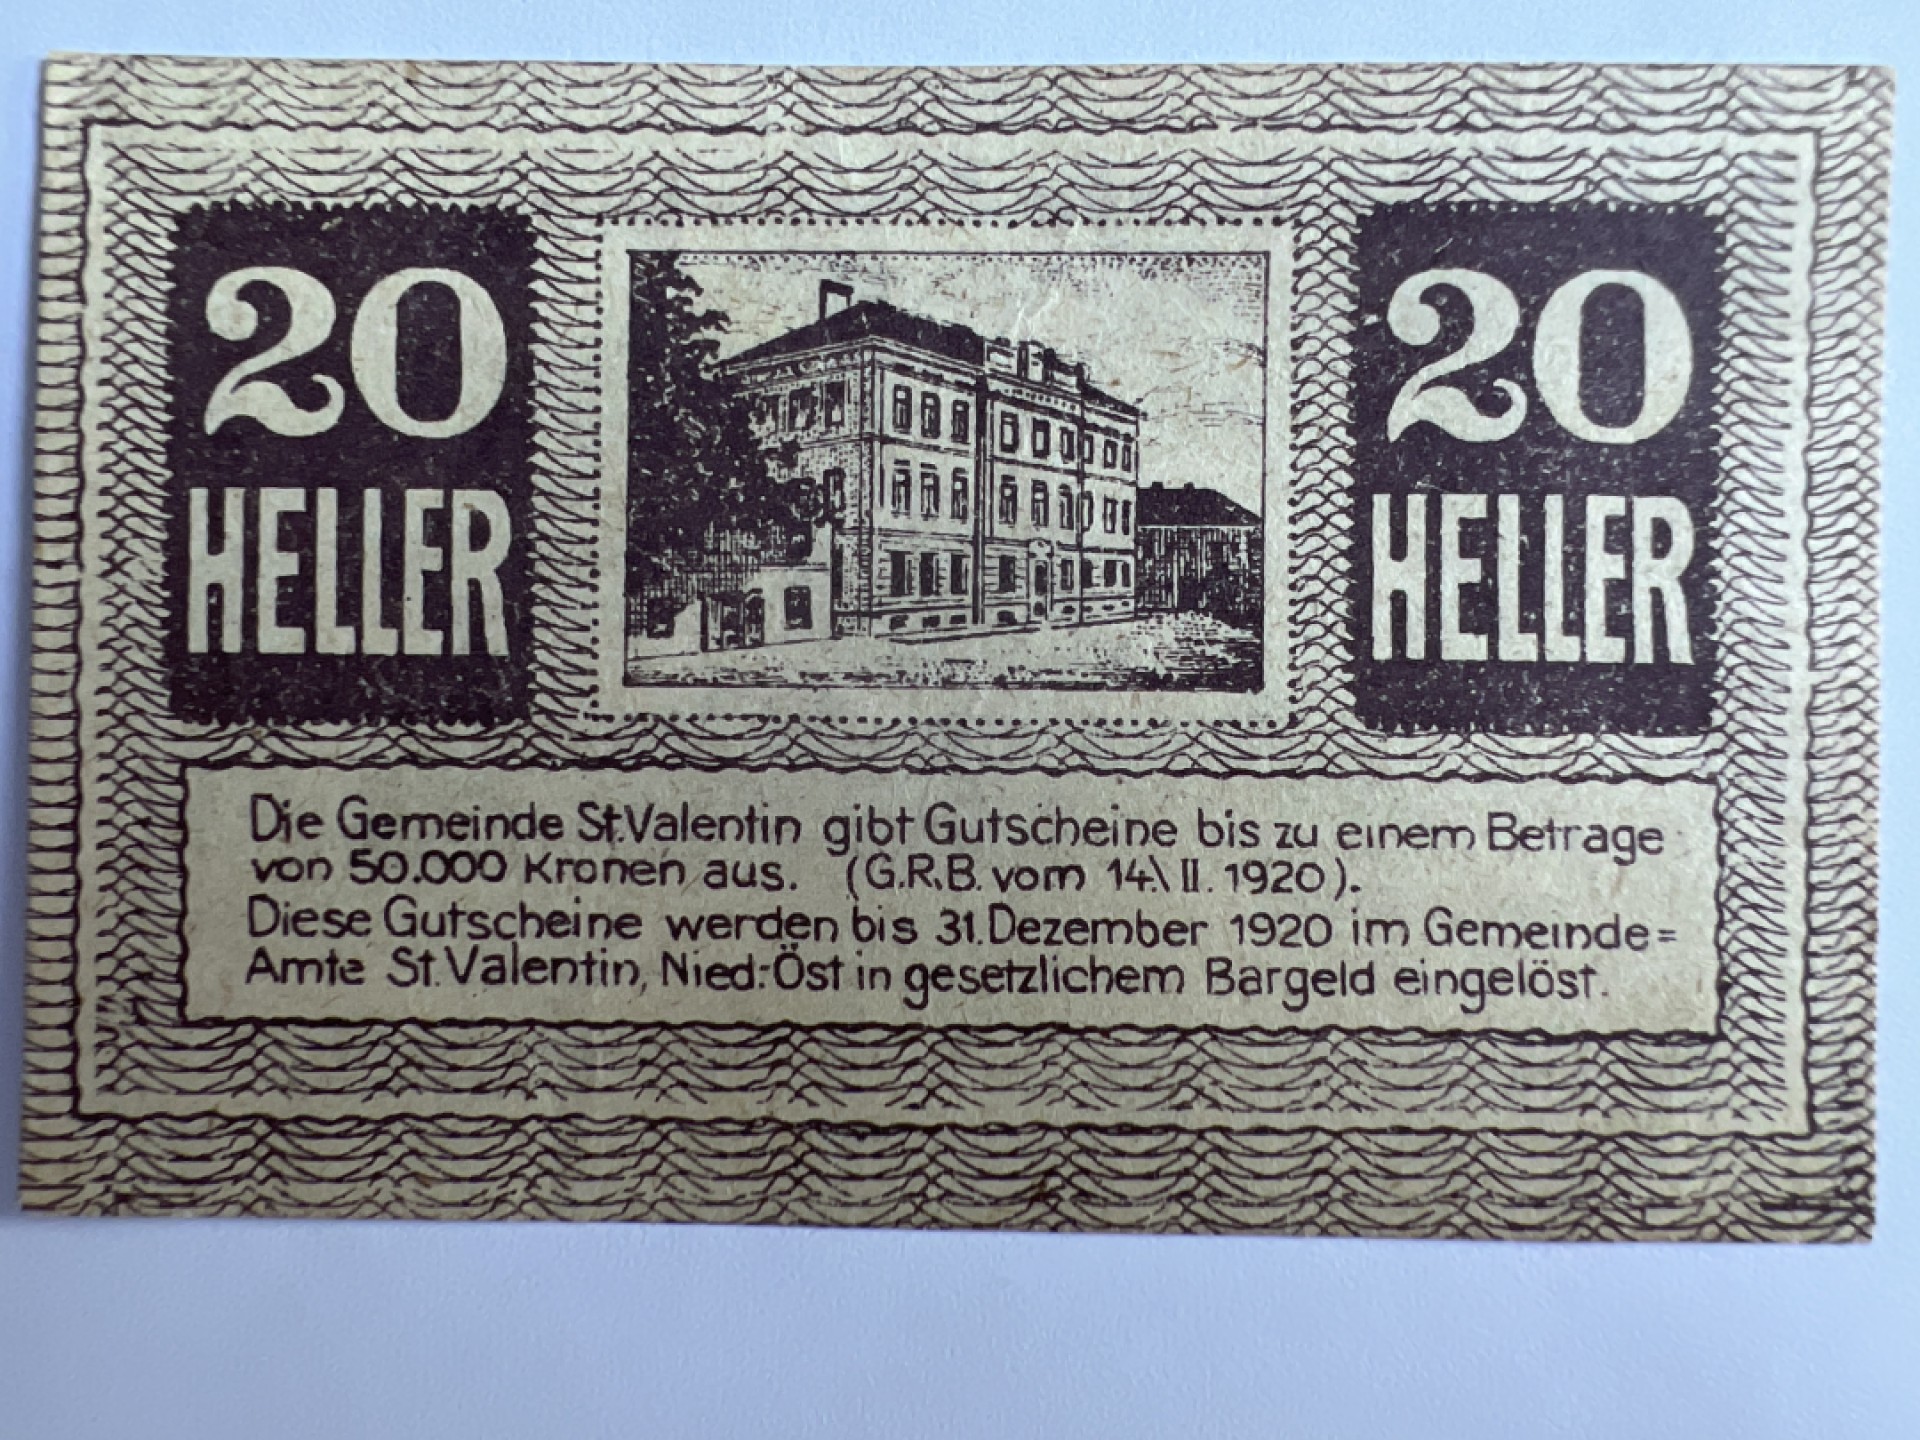 20
HELLER
20
HELLER
Die Gemeinde St.Valentin gibt Gutscheine bis zu einem Betrage
von 50.000 Kronen aus. (G.R.B. vom 14.\II. 1920).
Diese Gutscheine werden bis 31. Dezember 1920 im Gemeinde=
Amte St.Valentin, Nied.-Öst in gesetzlichem Bargeld eingelöst.